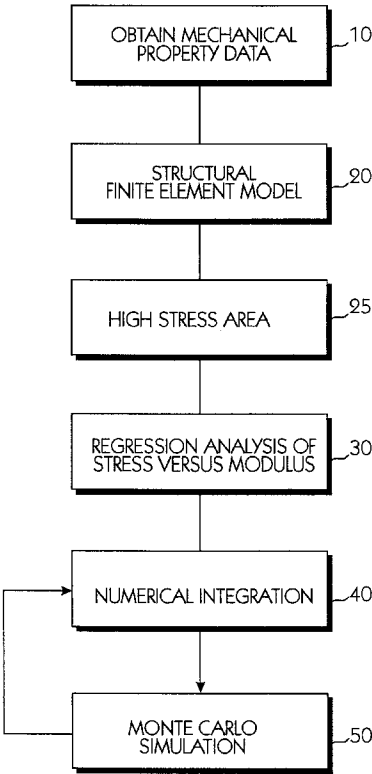 OBTAIN MECHANICAL
PROPERTY DATA
10
STRUCTURAL
FINITE ELEMENT MODEL
20
HIGH STRESS AREA
25
REGRESSION ANALYSIS OF
STRESS VERSUS MODULUS
30
NUMERICAL INTEGRATION
40
MONTE CARLO
SIMULATION
50